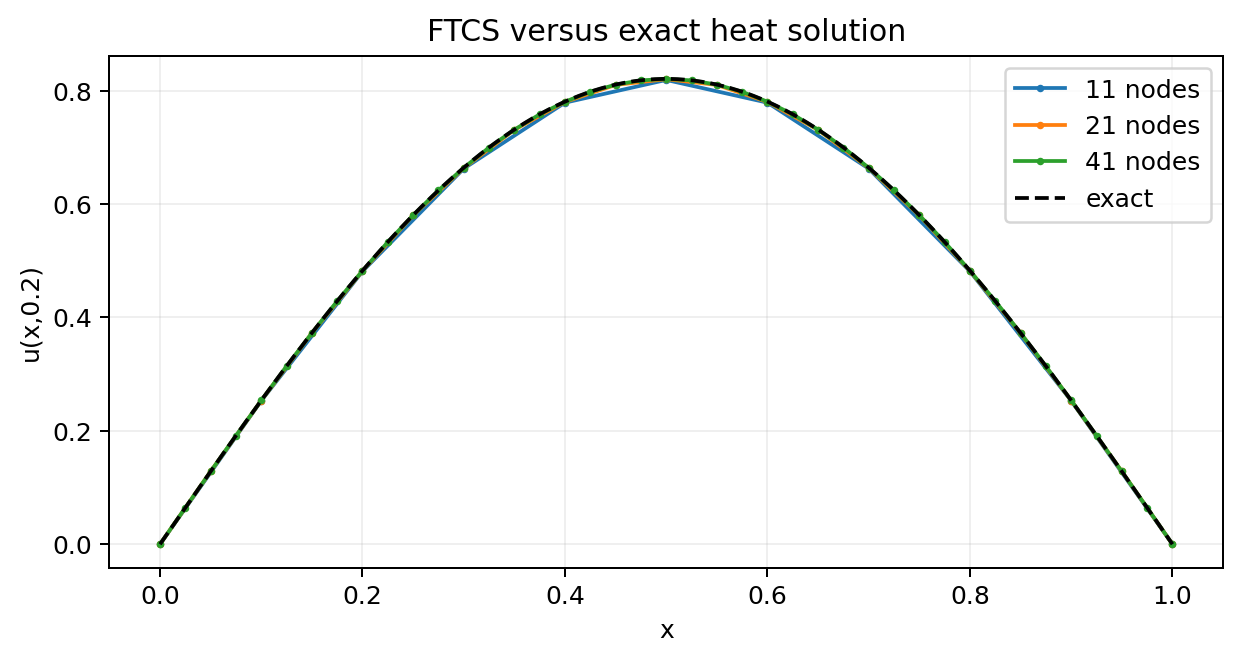 FTCS versus exact heat solution
11 nodes
21 nodes
41 nodes
exact
u(x,0.2)
0.8
0.6
0.4
0.2
0.0
0.0 0.2 0.4 0.6 0.8 1.0
x